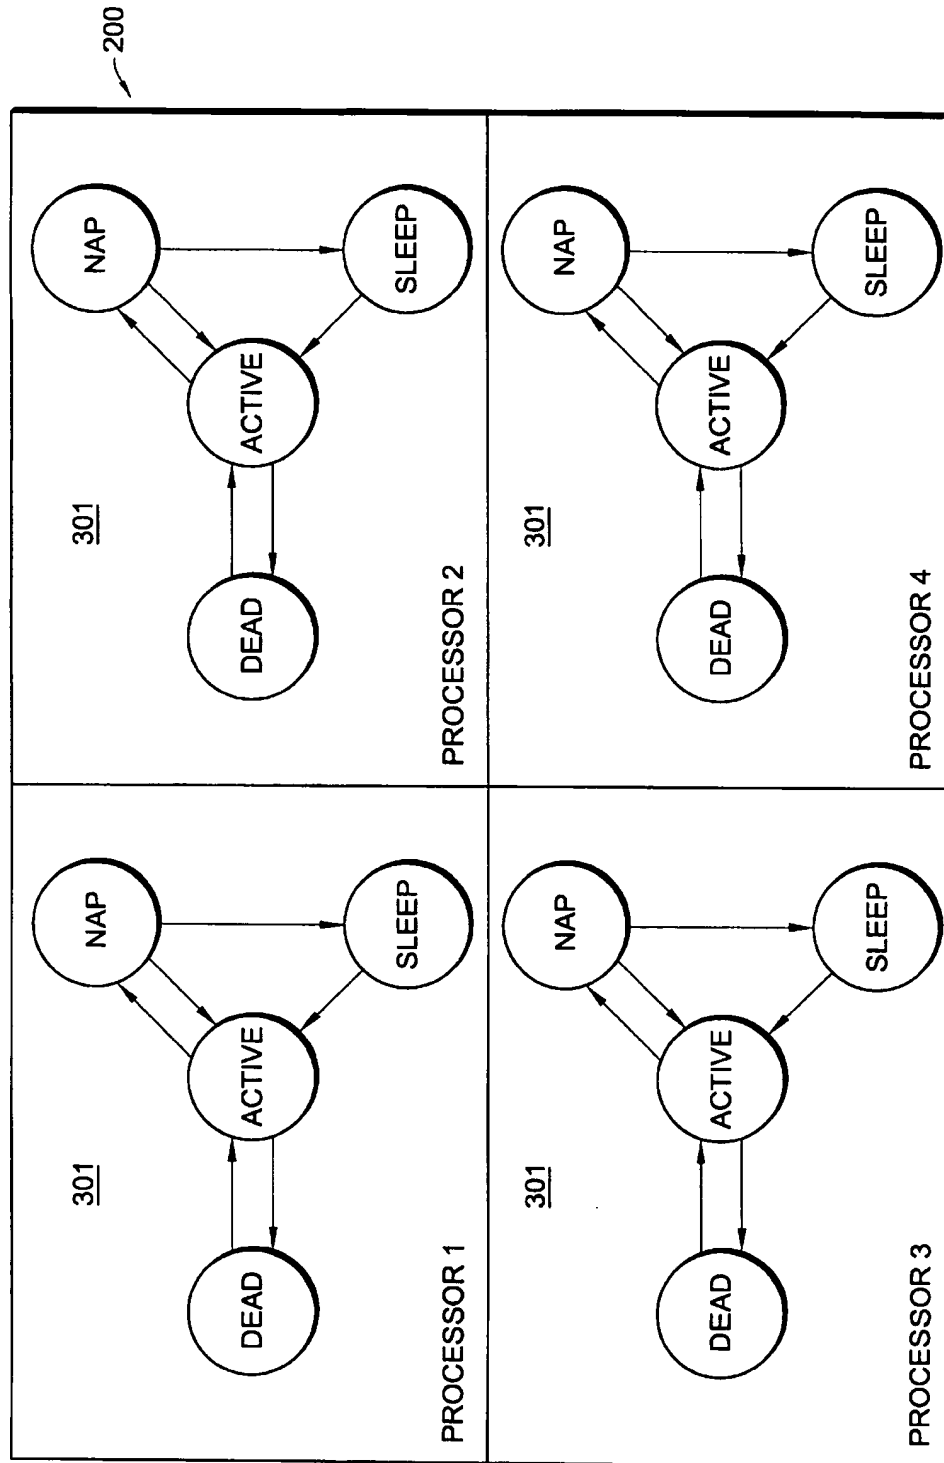 200
301
NAP
ACTIVE
DEAD
SLEEP
PROCESSOR 1
301
NAP
ACTIVE
DEAD
SLEEP
PROCESSOR 2
301
NAP
ACTIVE
DEAD
SLEEP
PROCESSOR 3
301
NAP
ACTIVE
DEAD
SLEEP
PROCESSOR 4